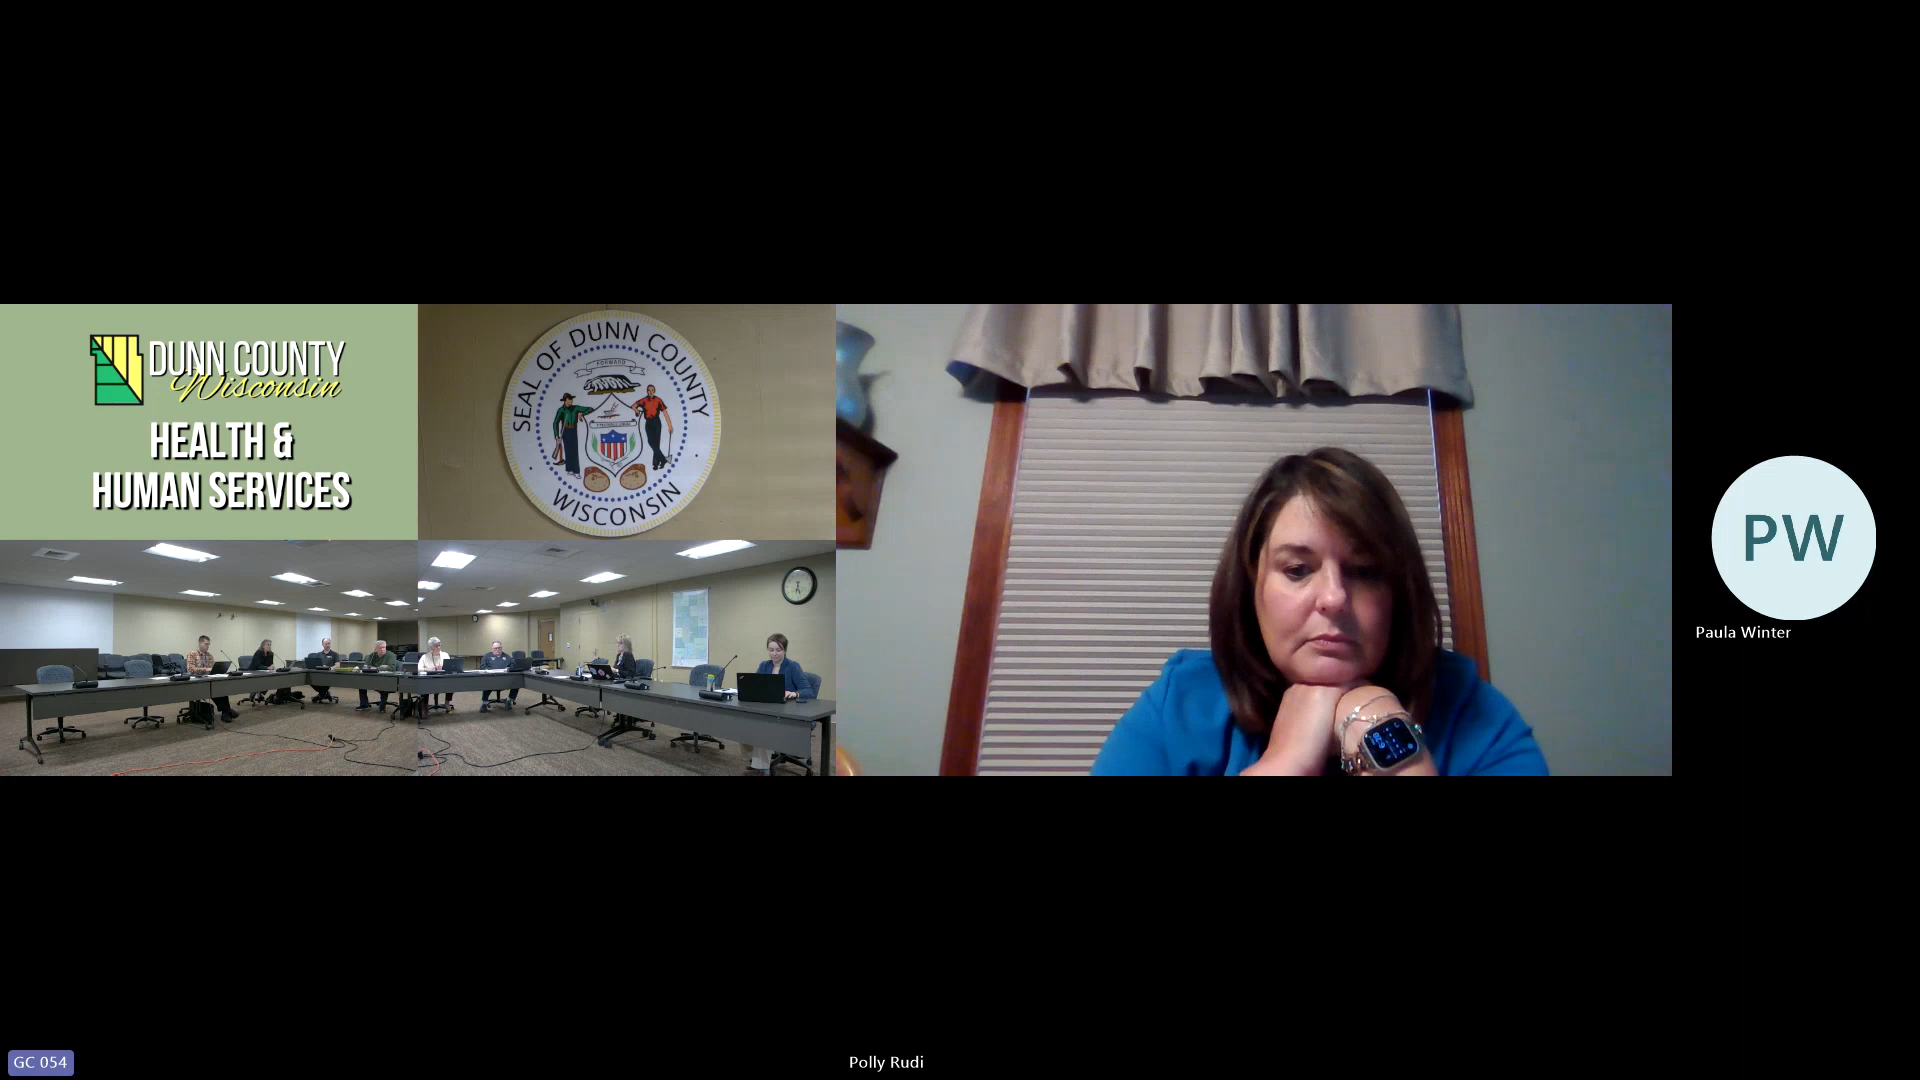 DUNN COUNTY
Wisconsin
HEALTH &
HUMAN SERVICES
SEAL OF DUNN COUNTY
FORWARD
WISCONSIN
PW
Paula Winter
GC 054
Polly Rudi